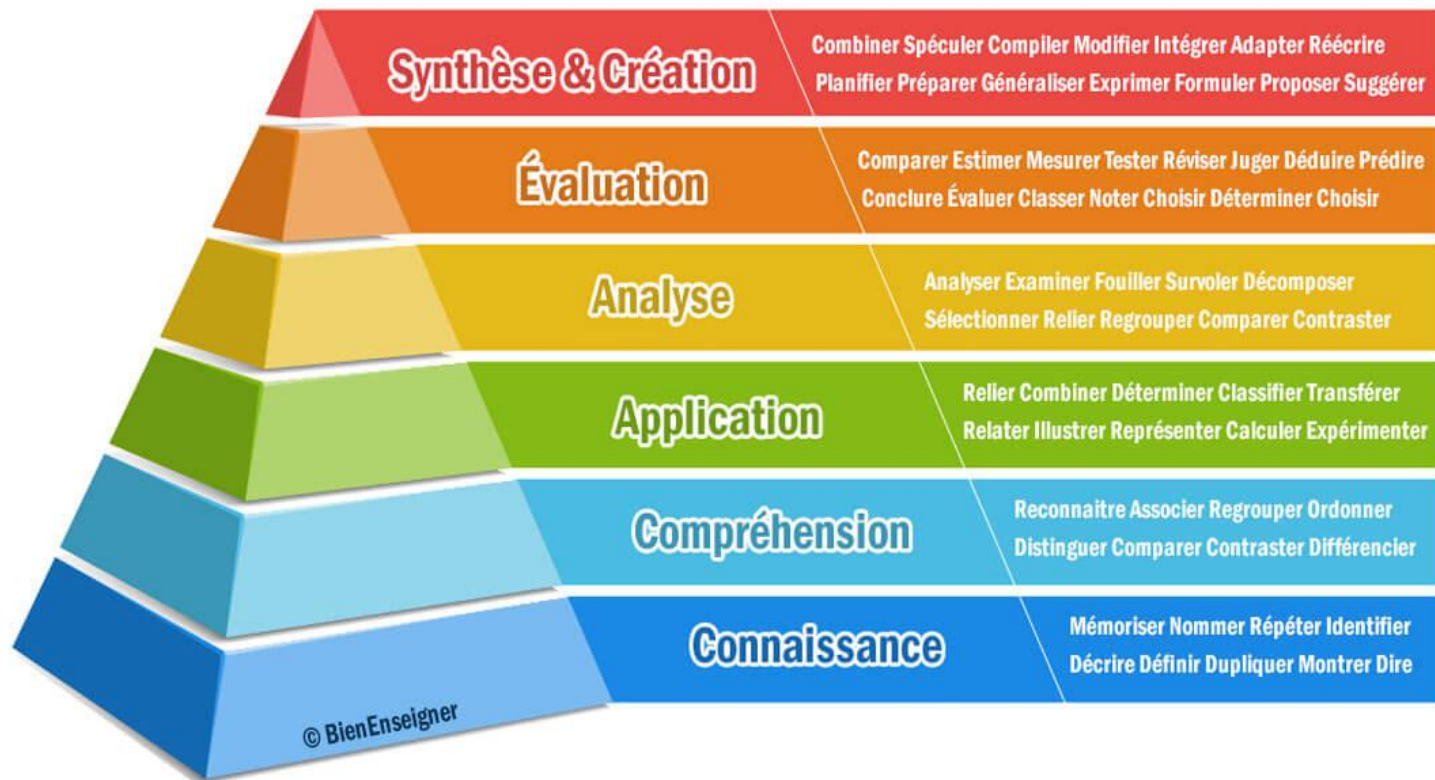 Synthèse & Création
Combiner Spéculer Compiler Modifier Intégrer Adapter Réécrire
Planifier Préparer Généraliser Exprimer Formuler Proposer Suggérer
Évaluation
Comparer Estimer Mesurer Tester Réviser Juger Déduire Prédire
Conclure Évaluer Classer Noter Choisir Déterminer Choisir
Analyse
Analyser Examiner Fouiller Survoler Décomposer
Sélectionner Relier Regrouper Comparer Contraster
Application
Relier Combiner Déterminer Classifier Transférer
Relater Illustrer Représenter Calculer Expérimenter
Compréhension
Reconnaitre Associer Regrouper Ordonner
Distinguer Comparer Contraster Différencier
Connaissance
Mémoriser Nommer Répéter Identifier
Décrire Définir Dupliquer Montrer Dire
© BienEnseigner